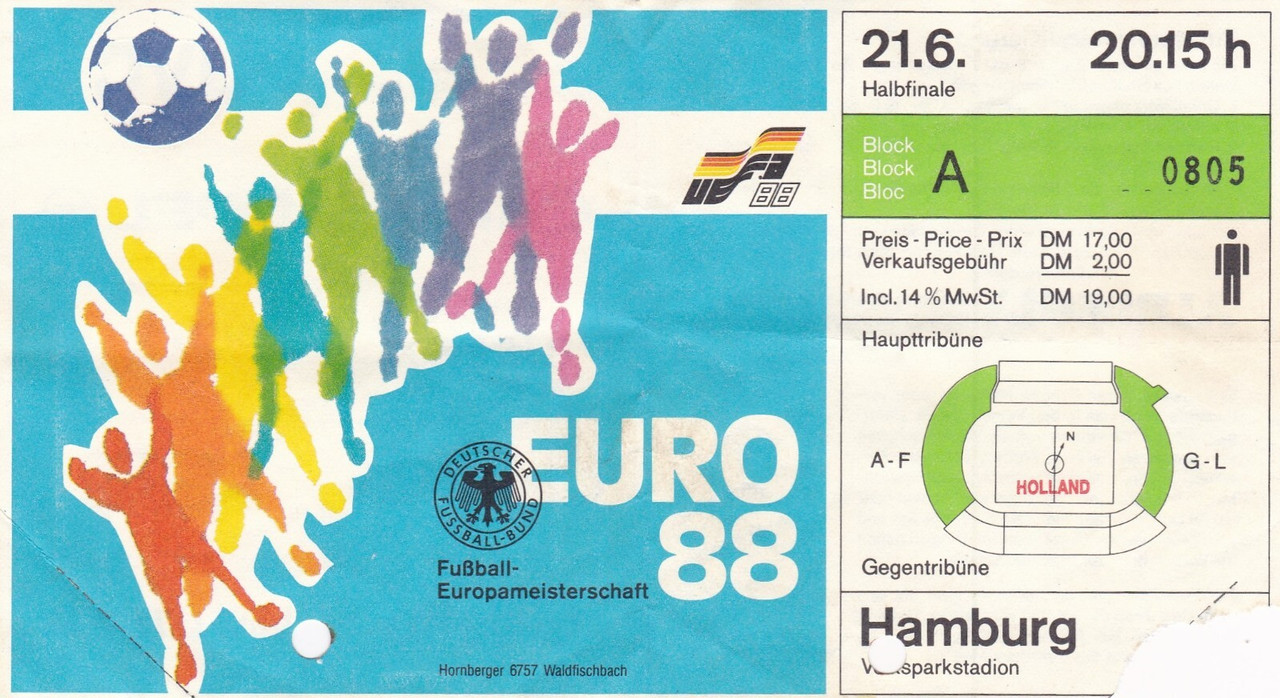 UEFA
88
DEUTSCHER
FUSSBALL-BUND
EURO
88
Fußball-
Europameisterschaft
Hornberger 6757 Waldfischbach
21.6. 20.15 h
Halbfinale
Block
Block
Bloc
A
0805
Preis - Price - Prix DM 17,00
Verkaufsgebühr DM 2,00
Incl. 14 % MwSt. DM 19,00
Haupttribüne
N
A - F
G - L
HOLLAND
Gegentribüne
Hamburg